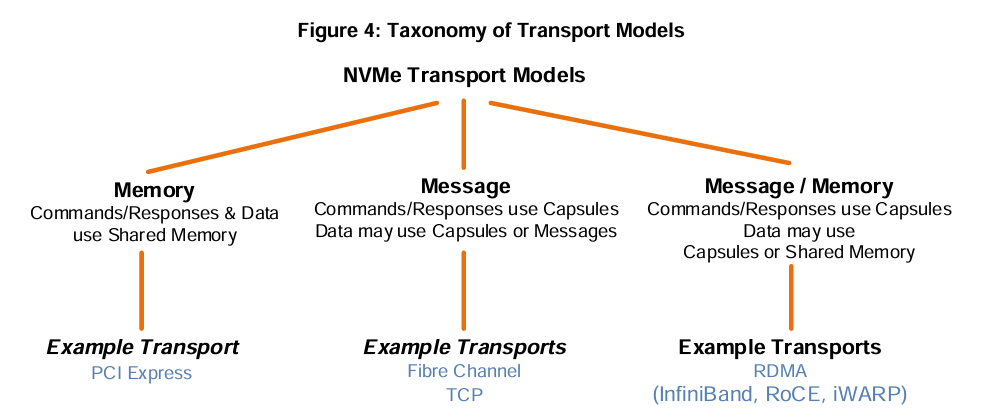 Figure 4: Taxonomy of Transport Models
NVMe Transport Models
Memory
Commands/Responses & Data
use Shared Memory
Example Transport
PCI Express
Message
Commands/Responses use Capsules
Data may use Capsules or Messages
Example Transports
Fibre Channel
TCP
Message / Memory
Commands/Responses use Capsules
Data may use
Capsules or Shared Memory
Example Transports
RDMA
(InfiniBand, RoCE, iWARP)